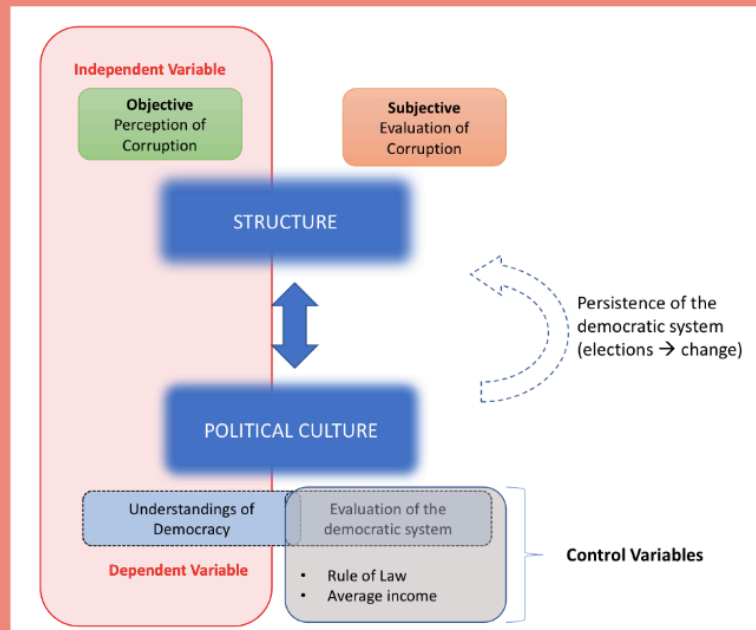 Independent Variable
Objective
Perception of
Corruption
Subjective
Evaluation of
Corruption
STRUCTURE
Persistence of the
democratic system
(elections → change)
POLITICAL CULTURE
Understandings of
Democracy
Evaluation of the
democratic system
Dependent Variable
• Rule of Law
• Average income
Control Variables